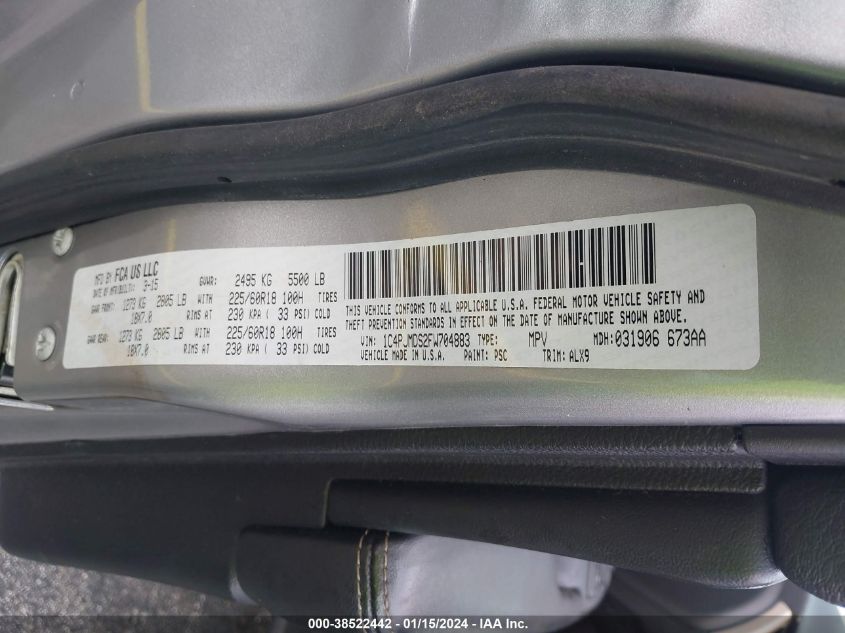 MFD BY FCA US LLC
DATE OF MFR(BUILT): 3-15 GVWR: 2495 KG 5500 LB
GAWR FRONT: 1273 KG 2805 LB WITH 225/60R18 100H TIRES
18X7.0 RIMS AT 230 KPA ( 33 PSI) COLD
GAWR REAR: 1273 KG 2805 LB WITH 225/60R18 100H TIRES
18X7.0 RIMS AT 230 KPA ( 33 PSI) COLD
THIS VEHICLE CONFORMS TO ALL APPLICABLE U.S.A. FEDERAL MOTOR VEHICLE SAFETY AND
THEFT PREVENTION STANDARDS IN EFFECT ON THE DATE OF MANUFACTURE SHOWN ABOVE.
VIN: 1C4PJMDS2FW704883 TYPE: MPV MDH: 031906 673AA
VEHICLE MADE IN U.S.A. PAINT: PSC TRIM: ALX9
000-38522442 - 01/15/2024 - IAA Inc.